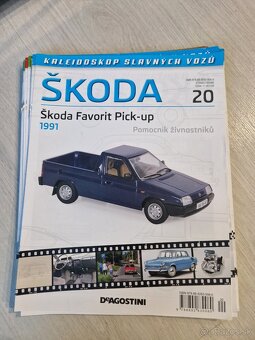 KALEIDOSKOP SLAVNÝCH VOZŮ
ŠKODA
20
Škoda Favorit Pick-up
1991
Pomocník živnostníků
DeAGOSTINI